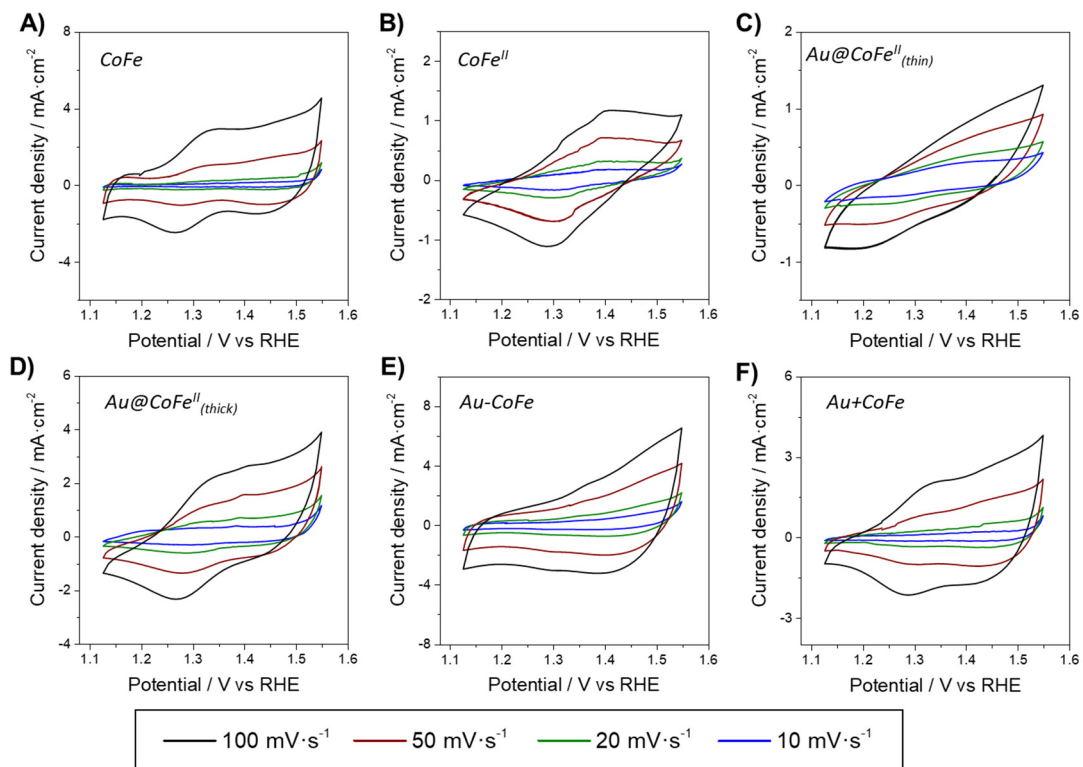 A)
CoFe
Current density / mA·cm⁻²
8
4
0
-4
1.1 1.2 1.3 1.4 1.5 1.6
Potential / V vs RHE
B)
CoFeᴵᴵ
Current density / mA·cm⁻²
2
1
0
-1
-2
1.1 1.2 1.3 1.4 1.5 1.6
Potential / V vs RHE
C)
Au@CoFeᴵᴵ(thin)
Current density / mA·cm⁻²
2
1
0
-1
1.1 1.2 1.3 1.4 1.5 1.6
Potential / V vs RHE
D)
Au@CoFeᴵᴵ(thick)
Current density / mA·cm⁻²
6
4
2
0
-2
-4
1.1 1.2 1.3 1.4 1.5 1.6
Potential / V vs RHE
E)
Au-CoFe
Current density / mA·cm⁻²
8
4
0
-4
-8
1.1 1.2 1.3 1.4 1.5 1.6
Potential / V vs RHE
F)
Au+CoFe
Current density / mA·cm⁻²
6
3
0
-3
1.1 1.2 1.3 1.4 1.5 1.6
Potential / V vs RHE
100 mV·s⁻¹ 50 mV·s⁻¹ 20 mV·s⁻¹ 10 mV·s⁻¹